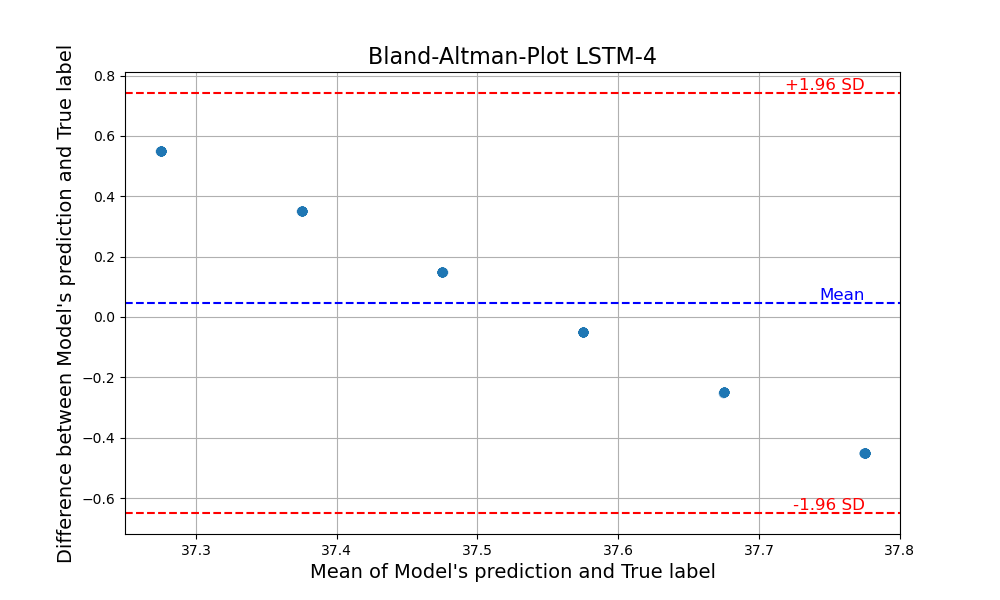 Bland-Altman-Plot LSTM-4
Difference between Model's prediction and True label
0.8
0.6
0.4
0.2
0.0
−0.2
−0.4
−0.6
+1.96 SD
Mean
-1.96 SD
37.3
37.4
37.5
37.6
37.7
37.8
Mean of Model's prediction and True label